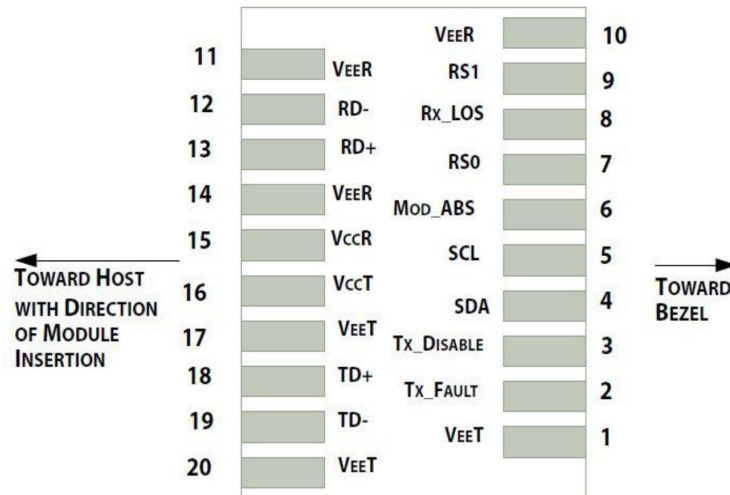 VEER 10
11 VEER
RS1 9
12 RD-
RX_LOS 8
13 RD+
RS0 7
14 VEER
MOD_ABS 6
15 VCCR
SCL 5
TOWARD HOST
WITH DIRECTION
OF MODULE
INSERTION
TOWARD
BEZEL
16 VCCT
SDA 4
17 VEET
TX_DISABLE 3
18 TD+
TX_FAULT 2
19 TD-
VEET 1
20 VEET